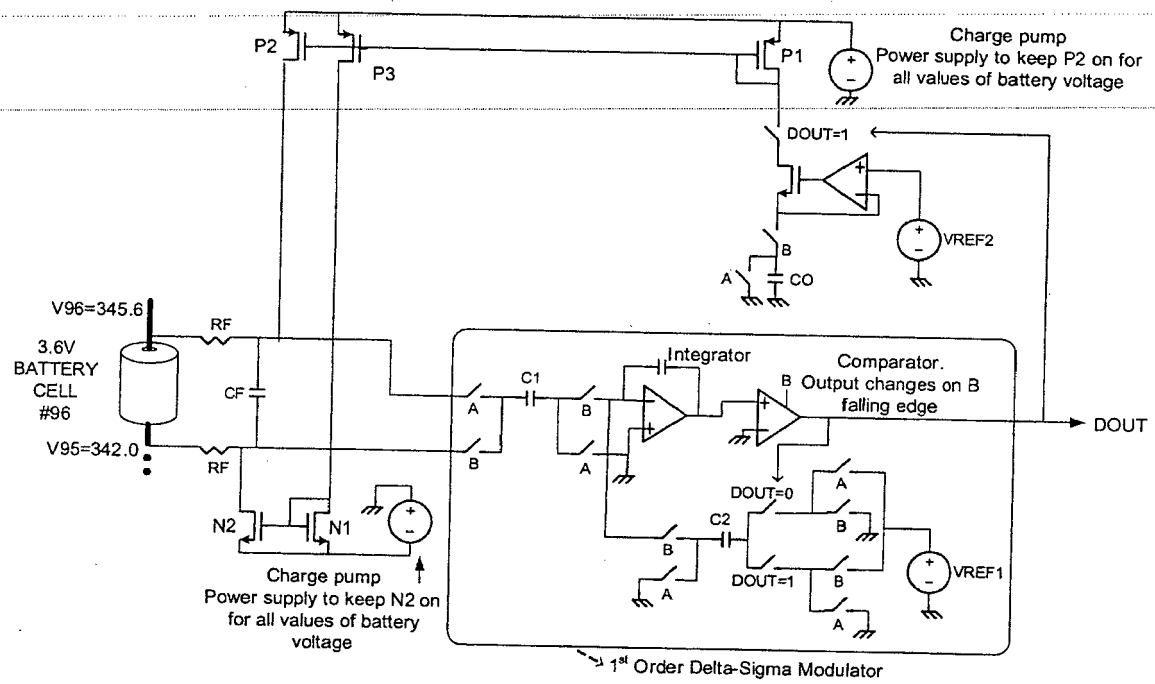 P2
P3
P1
Charge pump
Power supply to keep P2 on for
all values of battery voltage
+
−
DOUT=1
+
−
+
−
VREF2
B
A
CO
V96=345.6
RF
3.6V
BATTERY
CELL
#96
CF
V95=342.0
RF
A
B
C1
B
A
Integrator
−
+
Comparator.
Output changes on B
falling edge
B
+
−
DOUT
N2
N1
+
−
Charge pump
Power supply to keep N2 on
for all values of battery
voltage
DOUT=0
A
B
C2
B
A
DOUT=1
B
A
+
−
VREF1
1st Order Delta-Sigma Modulator